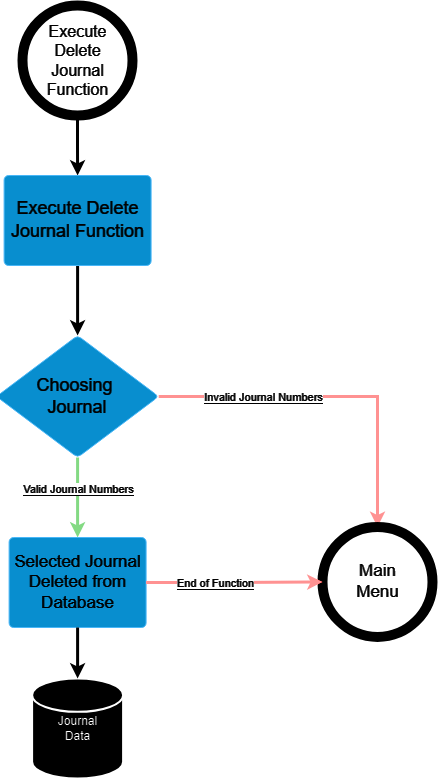 Execute
Delete
Journal
Function
Execute Delete
Journal Function
Choosing
Journal
Invalid Journal Numbers
Valid Journal Numbers
Selected Journal
Deleted from
Database
End of Function
Main
Menu
Journal
Data